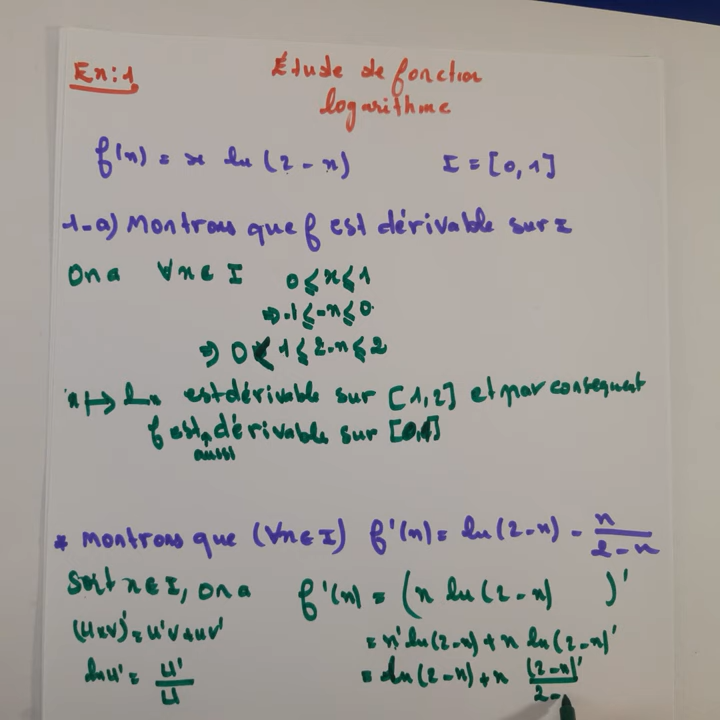 Ex: 1
Étude de fonction
logarithme
f(x) = x ln(2-x) I = [0,1]
1-a) Montrons que f est dérivable sur I
On a ∀x∈I 0≤x≤1
⇒ -1≤-x≤0
⇒ 0<1≤2-x≤2
x ↦ ln est dérivable sur [1,2] et par consequent
f est aussi dérivable sur [0,1]
* Montrons que (∀x∈I) f'(x) = ln(2-x) - x/(2-x)
Soit x∈I, on a f'(x) = (x ln(2-x) )'
(u×v)' = u'v+uv' = x' ln(2-x) + x ln(2-x)'
ln u' = u'/u = ln(2-x) + x (2-x)'/2-